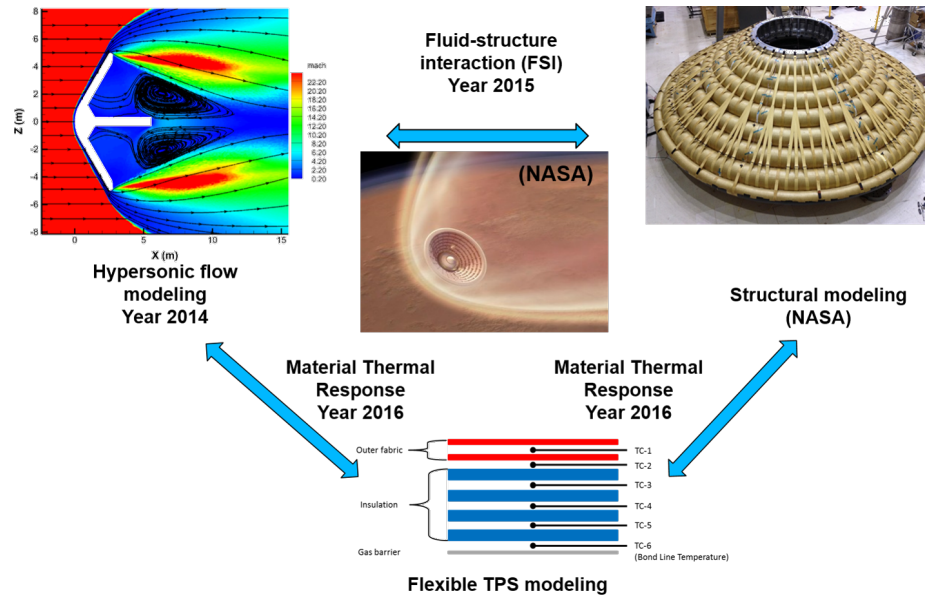 Fluid-structure
interaction (FSI)
Year 2015
(NASA)
mach
22.20
20.20
18.20
16.20
14.20
12.20
10.20
8.20
6.20
4.20
2.20
0.20
Z (m)
8
6
4
2
0
-2
-4
-6
-8
0
5
10
15
X (m)
Hypersonic flow
modeling
Year 2014
Structural modeling
(NASA)
Material Thermal
Response
Year 2016
Material Thermal
Response
Year 2016
Outer fabric
Insulation
Gas barrier
TC-1
TC-2
TC-3
TC-4
TC-5
TC-6
(Bond Line Temperature)
Flexible TPS modeling